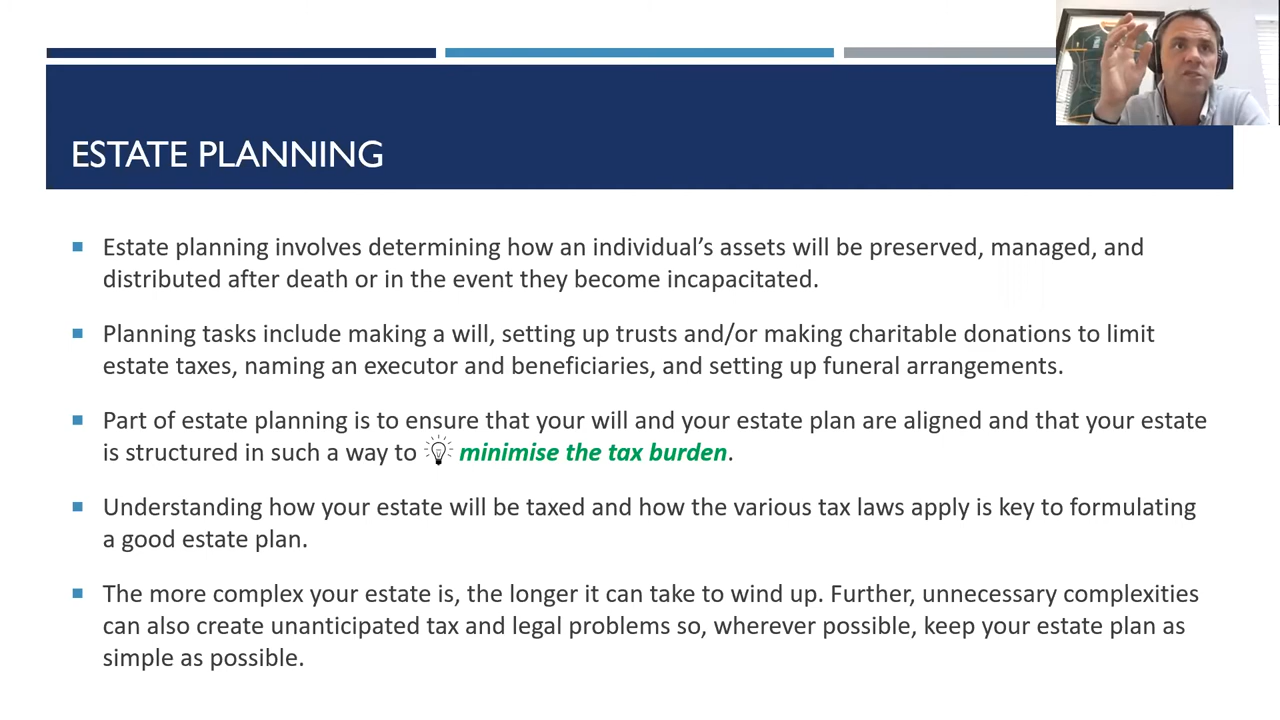 ESTATE PLANNING
Estate planning involves determining how an individual’s assets will be preserved, managed, and
distributed after death or in the event they become incapacitated.
Planning tasks include making a will, setting up trusts and/or making charitable donations to limit
estate taxes, naming an executor and beneficiaries, and setting up funeral arrangements.
Part of estate planning is to ensure that your will and your estate plan are aligned and that your estate
is structured in such a way to minimise the tax burden.
Understanding how your estate will be taxed and how the various tax laws apply is key to formulating
a good estate plan.
The more complex your estate is, the longer it can take to wind up. Further, unnecessary complexities
can also create unanticipated tax and legal problems so, wherever possible, keep your estate plan as
simple as possible.